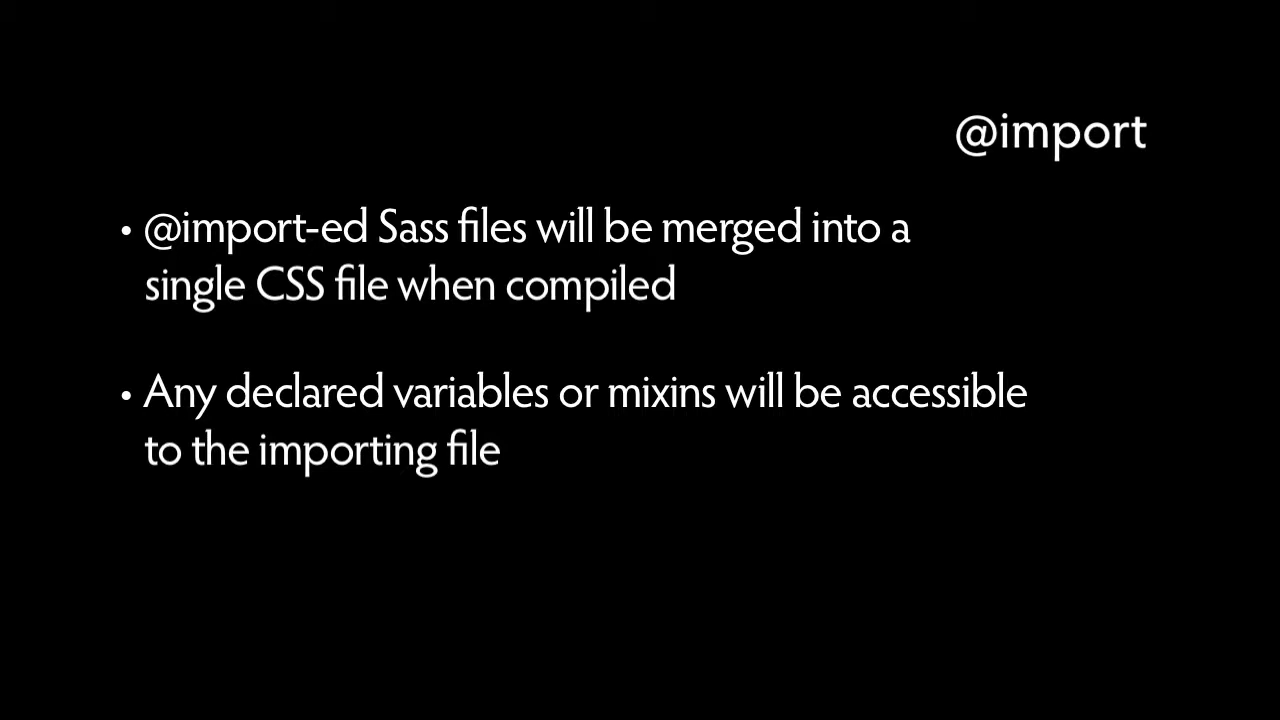 @import
• @import-ed Sass files will be merged into a
single CSS file when compiled
• Any declared variables or mixins will be accessible
to the importing file